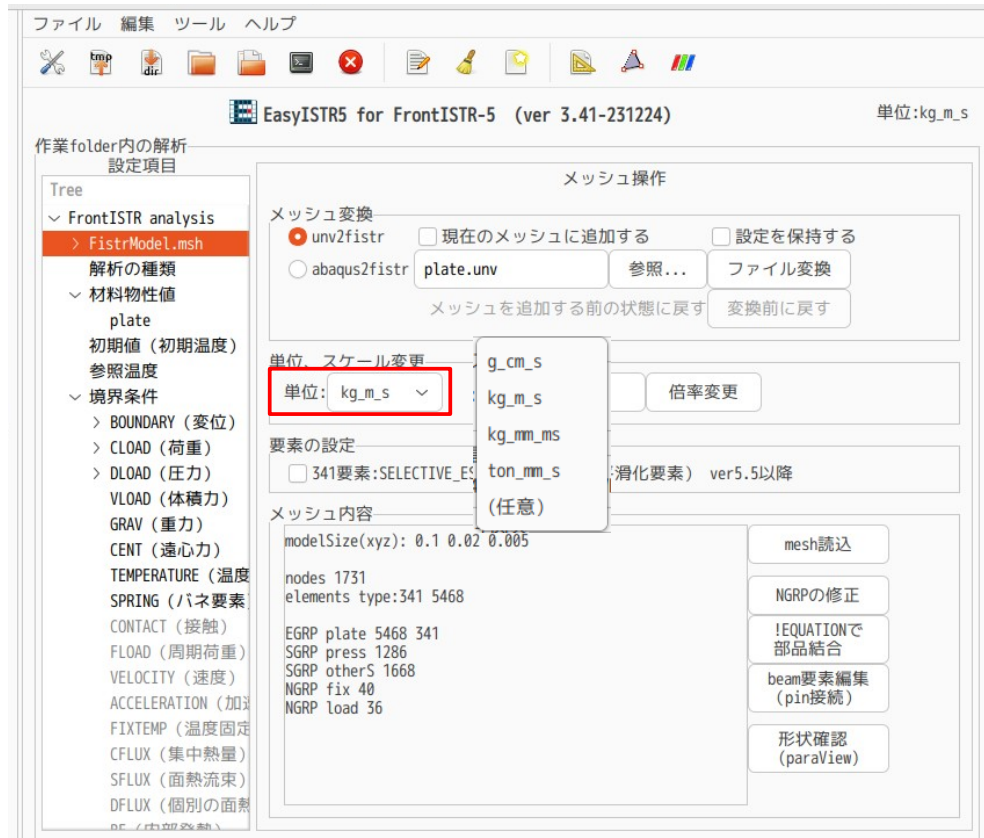 ファイル 編集 ツール ヘルプ
tmp
dir
EasyISTR5 for FrontISTR-5 (ver 3.41-231224)
単位:kg_m_s
作業folder内の解析
設定項目
Tree
FrontISTR analysis
FistrModel.msh
解析の種類
材料物性値
plate
初期値（初期温度）
参照温度
境界条件
BOUNDARY（変位）
CLOAD（荷重）
DLOAD（圧力）
VLOAD（体積力）
GRAV（重力）
CENT（遠心力）
TEMPERATURE（温度
SPRING（バネ要素
CONTACT（接触）
FLOAD（周期荷重）
VELOCITY（速度）
ACCELERATION（加速
FIXTEMP（温度固定
CFLUX（集中熱量）
SFLUX（面熱流束）
DFLUX（個別の面熱
BF（内部発熱）
メッシュ操作
メッシュ変換
unv2fistr 現在のメッシュに追加する 設定を保持する
abaqus2fistr plate.unv 参照... ファイル変換
メッシュを追加する前の状態に戻す 変換前に戻す
単位、スケール変更
単位: kg_m_s 倍率変更
g_cm_s
kg_m_s
kg_mm_ms
ton_mm_s
(任意)
要素の設定
341要素:SELECTIVE_ES 滑化要素） ver5.5以降
メッシュ内容
modelSize(xyz): 0.1 0.02 0.005
nodes 1731
elements type:341 5468
EGRP plate 5468 341
SGRP press 1286
SGRP otherS 1668
NGRP fix 40
NGRP load 36
mesh読込
NGRPの修正
!EQUATIONで
部品結合
beam要素編集
(pin接続)
形状確認
(paraView)